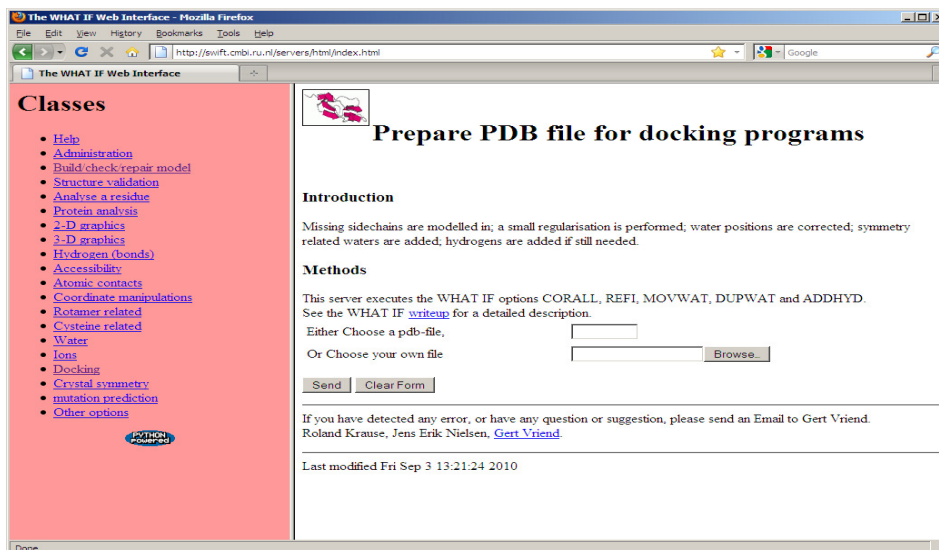 The WHAT IF Web Interface - Mozilla Firefox
File Edit View History Bookmarks Tools Help
http://swift.cmbi.ru.nl/servers/html/index.html
Google
The WHAT IF Web Interface
Classes
Help
Administration
Build/check/repair model
Structure validation
Analyse a residue
Protein analysis
2-D graphics
3-D graphics
Hydrogen (bonds)
Accessibility
Atomic contacts
Coordinate manipulations
Rotamer related
Cysteine related
Water
Ions
Docking
Crystal symmetry
mutation prediction
Other options
PYTHON
Powered
Prepare PDB file for docking programs
Introduction
Missing sidechains are modelled in; a small regularisation is performed; water positions are corrected; symmetry
related waters are added; hydrogens are added if still needed.
Methods
This server executes the WHAT IF options CORALL, REFI, MOVWAT, DUPWAT and ADDHYD.
See the WHAT IF writeup for a detailed description.
Either Choose a pdb-file,
Or Choose your own file Browse...
Send Clear Form
If you have detected any error, or have any question or suggestion, please send an Email to Gert Vriend.
Roland Krause, Jens Erik Nielsen, Gert Vriend.
Last modified Fri Sep 3 13:21:24 2010
Done